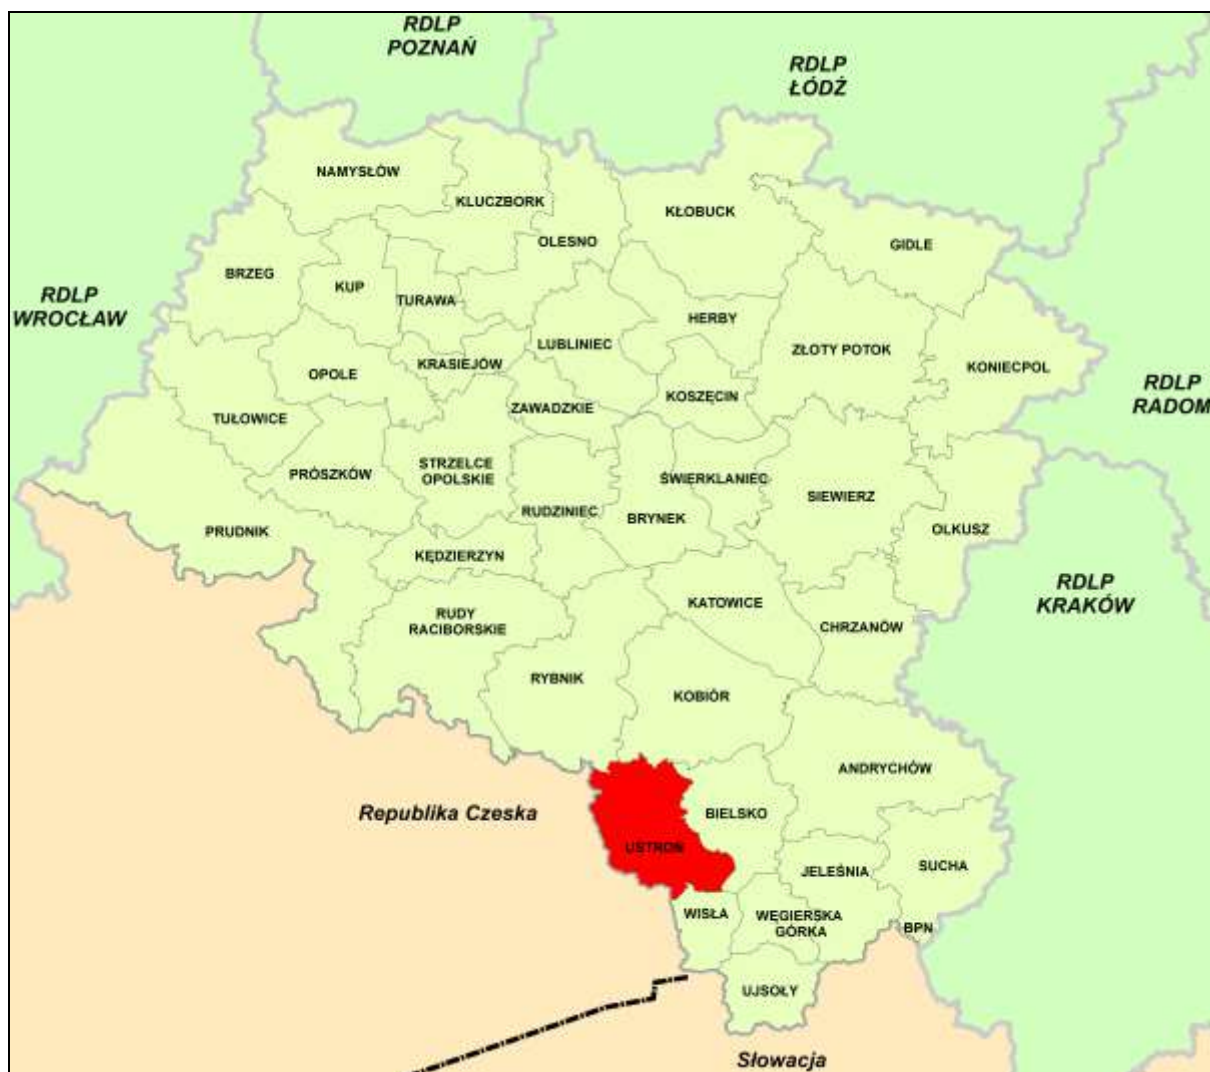 RDLP
POZNAŃ
RDLP
ŁÓDŹ
NAMYSŁÓW
KLUCZBORK
KŁOBUCK
OLESNO
GIDLE
BRZEG
KUP
TURAWA
RDLP
WROCŁAW
HERBY
LUBLINIEC
ZŁOTY POTOK
KRASIEJÓW
OPOLE
KONIECPOL
RDLP
RADOM
KOSZĘCIN
ZAWADZKIE
TUŁOWICE
STRZELCE
OPOLSKIE
PRÓSZKÓW
ŚWIERKLANIEC
SIEWIERZ
RUDZINIEC
BRYNEK
PRUDNIK
OLKUSZ
KĘDZIERZYN
RDLP
KRAKÓW
KATOWICE
RUDY
RACIBORSKIE
CHRZANÓW
RYBNIK
KOBIÓR
ANDRYCHÓW
Republika Czeska
BIELSKO
USTROŃ
JELEŚNIA
SUCHA
WISŁA
WĘGIERSKA
GÓRKA
BPN
UJSOŁY
Słowacja